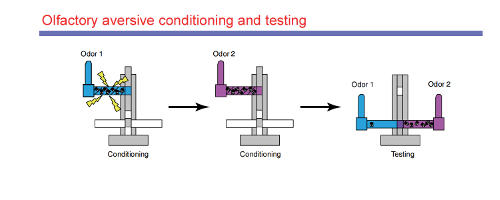 Olfactory aversive conditioning and testing
Odor 1
Odor 2
Odor 1
Odor 2
Conditioning
Conditioning
Testing